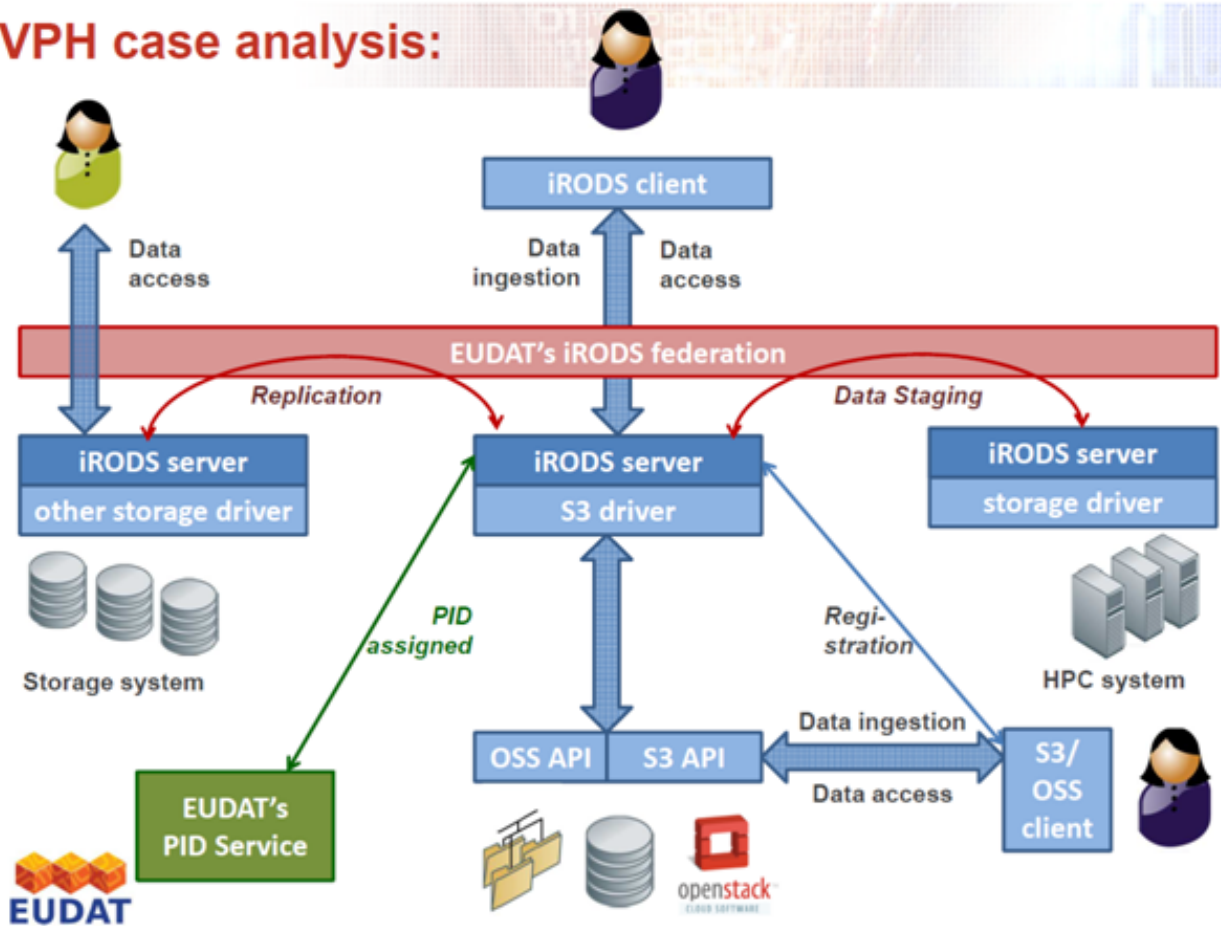 VPH case analysis:
iRODS client
Data
access
Data
ingestion
Data
access
EUDAT's iRODS federation
Replication
Data Staging
iRODS server
other storage driver
iRODS server
S3 driver
iRODS server
storage driver
Storage system
PID
assigned
Regi-
stration
HPC system
OSS API
S3 API
Data ingestion
Data access
S3/
OSS
client
EUDAT's
PID Service
EUDAT
openstack
CLOUD SOFTWARE